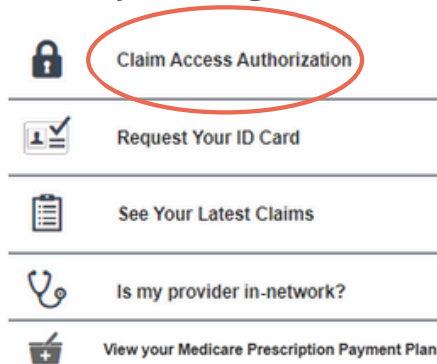 Claim Access Authorization
Request Your ID Card
See Your Latest Claims
Is my provider in-network?
View your Medicare Prescription Payment Plan